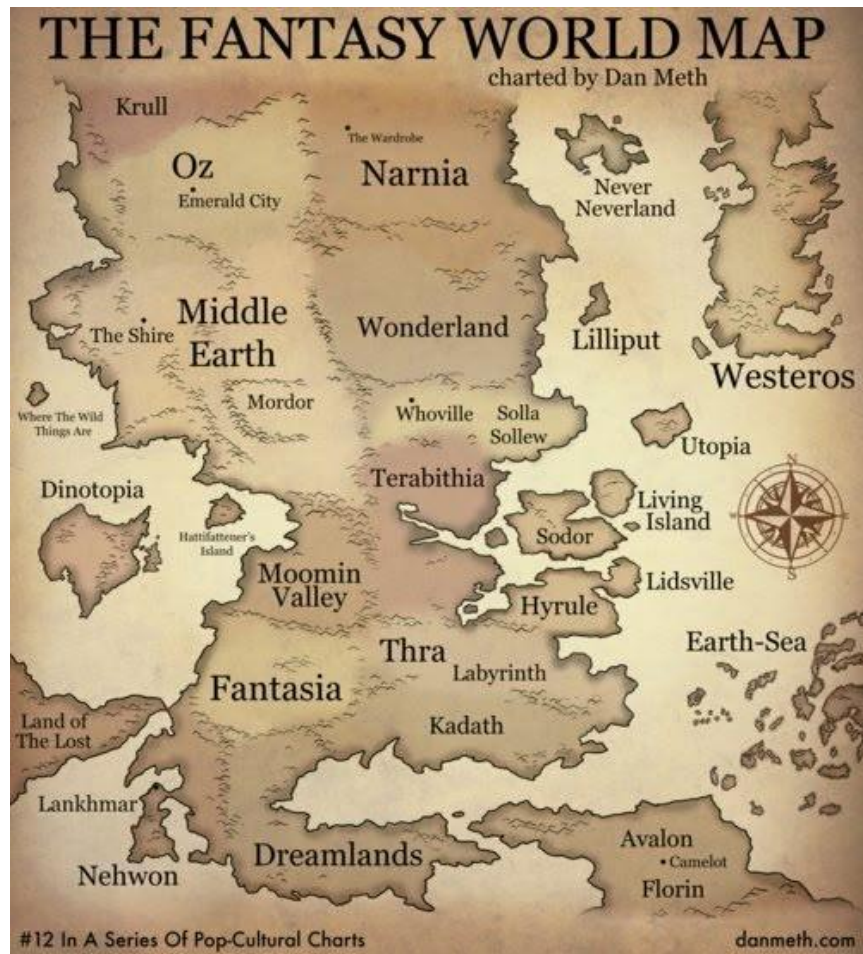 THE FANTASY WORLD MAP
charted by Dan Meth
Krull
Oz
Emerald City
The Wardrobe
Narnia
Never
Neverland
Middle
Earth
The Shire
Mordor
Wonderland
Lilliput
Westeros
Where The Wild
Things Are
Whoville
Solla
Sollew
Utopia
Terabithia
Dinotopia
Hattifattener's
Island
Sodor
Living
Island
N
S
Moomin
Valley
Hyrule
Lidsville
Thra
Labyrinth
Earth-Sea
Fantasia
Kadath
Land of
The Lost
Lankhmar
Nehwon
Dreamlands
Avalon
Camelot
Florin
#12 In A Series Of Pop-Cultural Charts
danmeth.com